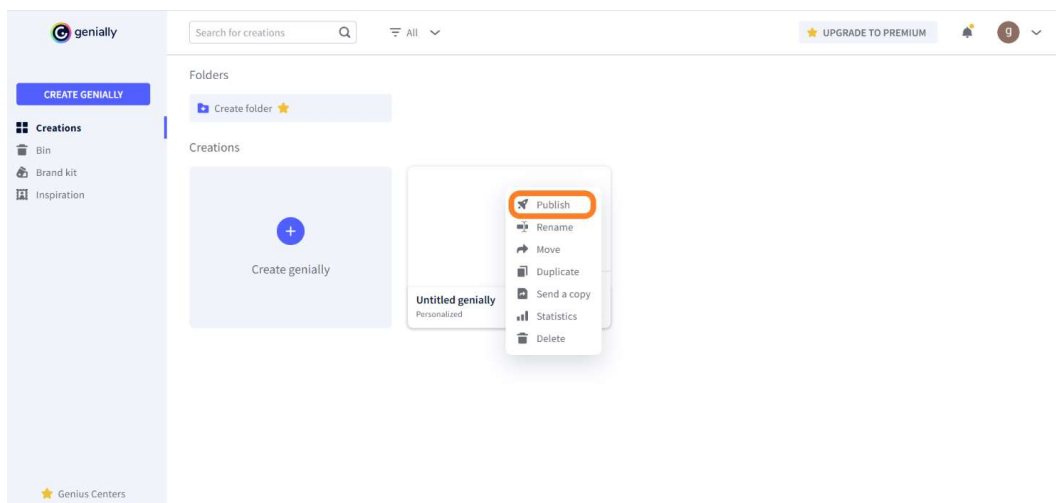 genially
Search for creations
All
UPGRADE TO PREMIUM
g
CREATE GENIALLY
Creations
Bin
Brand kit
Inspiration
Genius Centers
Folders
Create folder
Creations
Create genially
Untitled genially
Personalized
Publish
Rename
Move
Duplicate
Send a copy
Statistics
Delete